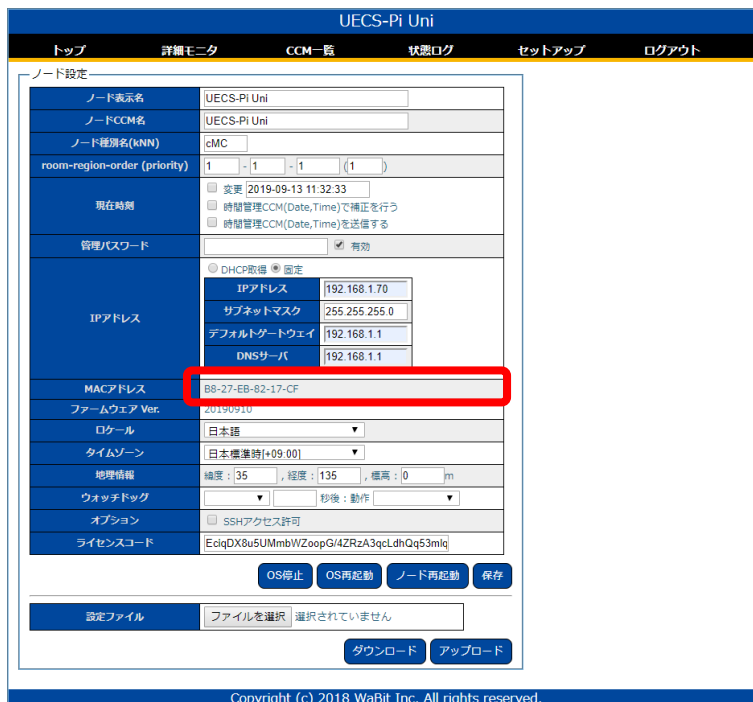 UECS-Pi Uni
トップ 詳細モニタ CCM一覧 状態ログ セットアップ ログアウト
ノード設定
ノード表示名 UECS-Pi Uni
ノードCCM名 UECS-Pi Uni
ノード種別名(kNN) cMC
room-region-order (priority) 1 - 1 - 1 (1)
現在時刻
変更 2019-09-13 11:32:33
時間管理CCM(Date,Time)で補正を行う
時間管理CCM(Date,Time)を送信する
管理パスワード 有効
IPアドレス
DHCP取得 固定
IPアドレス 192.168.1.70
サブネットマスク 255.255.255.0
デフォルトゲートウェイ 192.168.1.1
DNSサーバ 192.168.1.1
MACアドレス B8-27-EB-82-17-CF
ファームウェア Ver. 20190910
ロケール 日本語
タイムゾーン 日本標準時[+09:00]
地理情報 緯度：35 , 経度：135 , 標高：0 m
ウォッチドッグ 秒後：動作
オプション SSHアクセス許可
ライセンスコード EciqDX8u5UMmbWZoopG/4ZRzA3qcLdhQq53mlq
OS停止 OS再起動 ノード再起動 保存
設定ファイル ファイルを選択 選択されていません
ダウンロード アップロード
Copyright (c) 2018 WaBit Inc. All rights reserved.